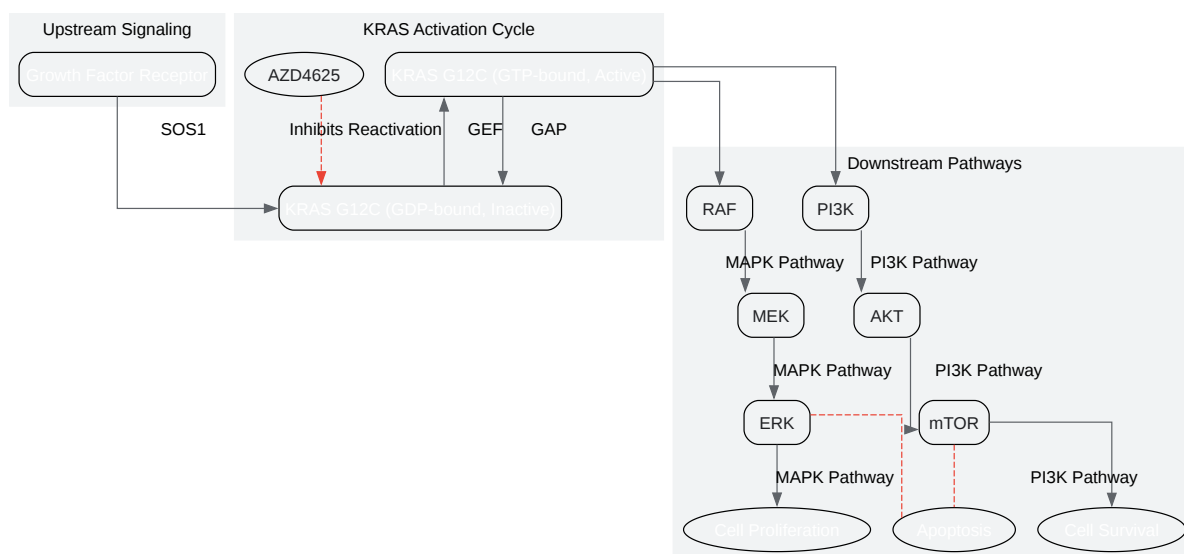 Upstream Signaling
KRAS Activation Cycle
Growth Factor Receptor
AZD4625
KRAS G12C (GTP-bound, Active)
SOS1
Inhibits Reactivation
GEF
GAP
KRAS G12C (GDP-bound, Inactive)
Downstream Pathways
RAF
PI3K
MAPK Pathway
PI3K Pathway
MEK
AKT
MAPK Pathway
PI3K Pathway
ERK
mTOR
MAPK Pathway
PI3K Pathway
Cell Proliferation
Apoptosis
Cell Survival